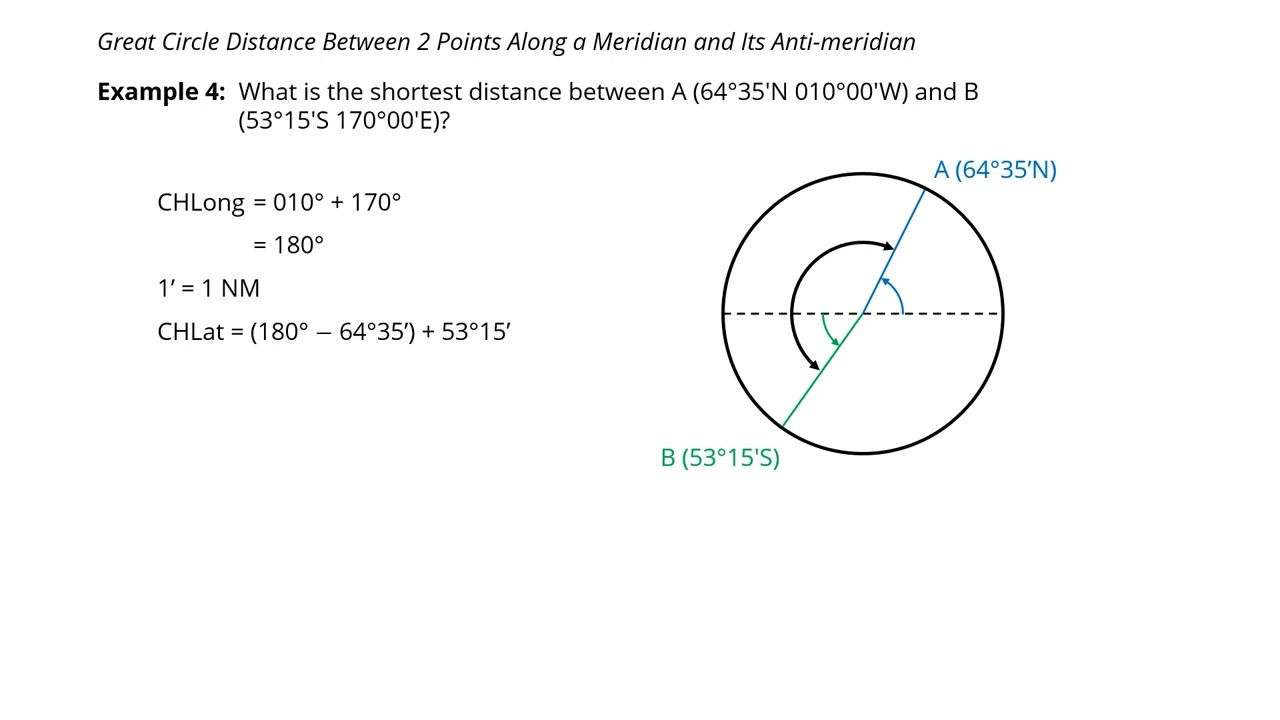 Great Circle Distance Between 2 Points Along a Meridian and Its Anti-meridian
Example 4: What is the shortest distance between A (64°35'N 010°00'W) and B
(53°15'S 170°00'E)?
A (64°35’N)
CHLong = 010° + 170°
= 180°
1’ = 1 NM
CHLat = (180° – 64°35’) + 53°15’
B (53°15'S)